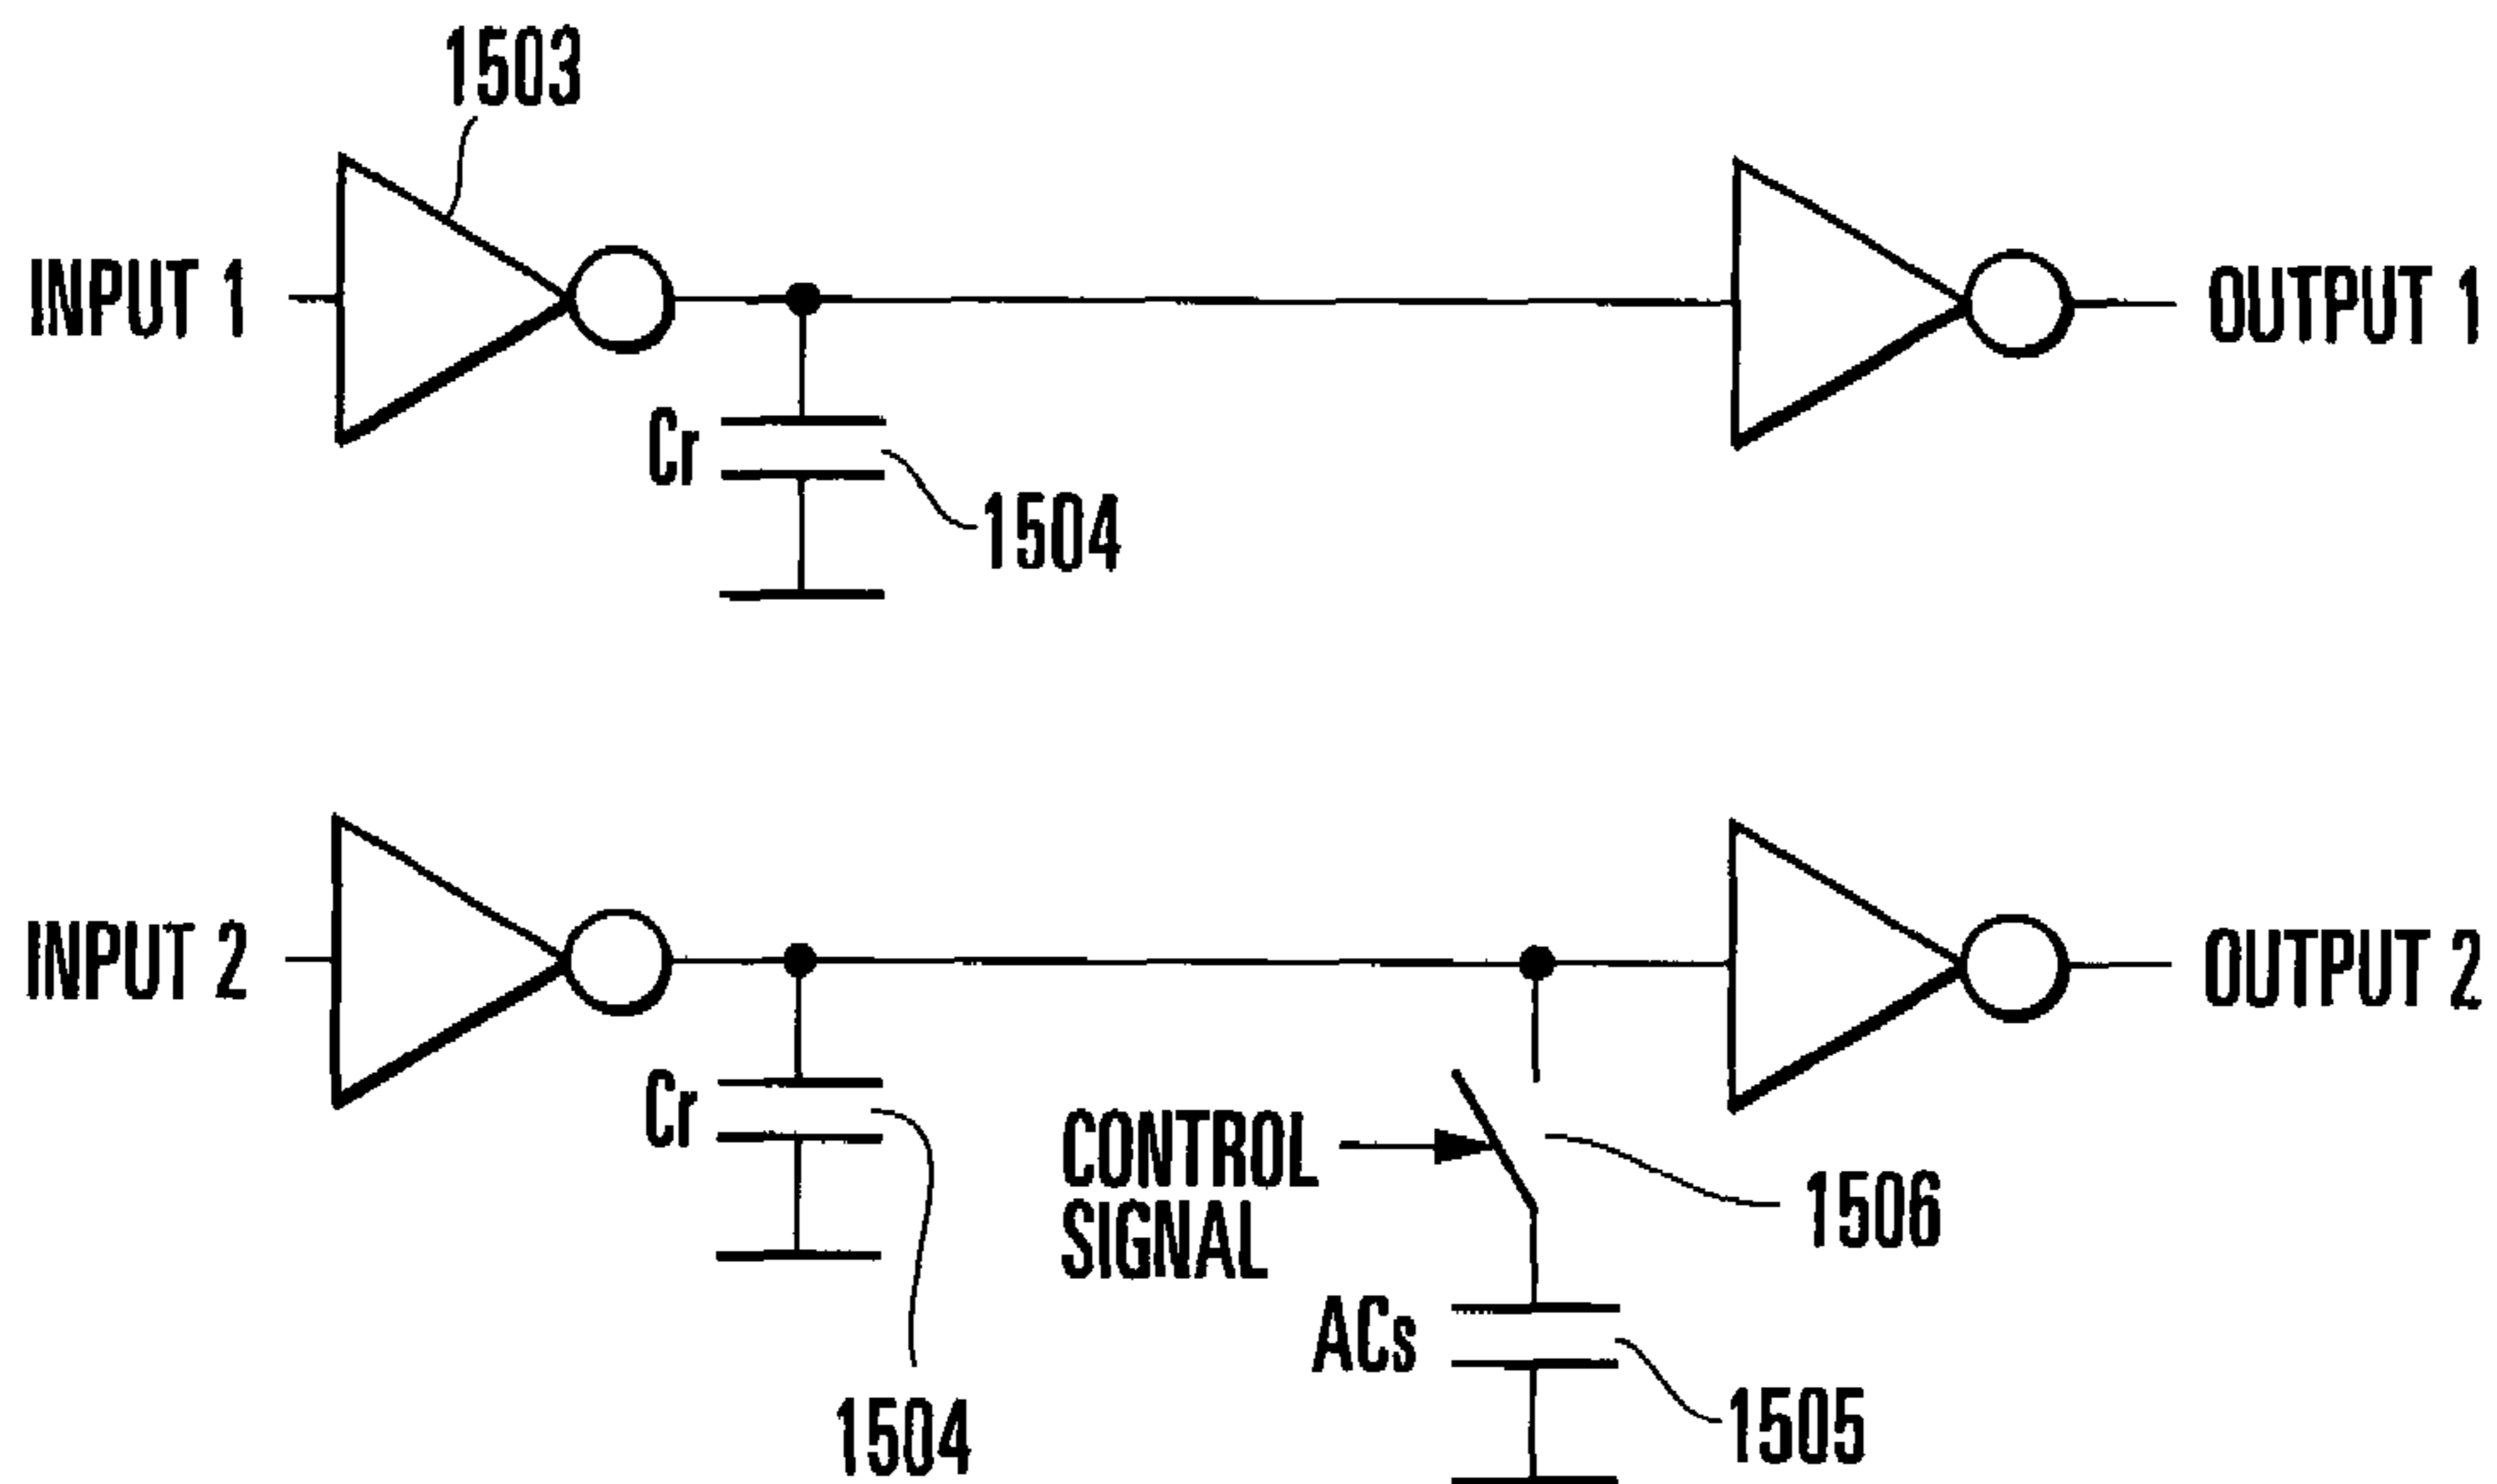 1503
INPUT 1
OUTPUT 1
Cr
1504
INPUT 2
OUTPUT 2
Cr
CONTROL
SIGNAL
1506
ACs
1504
1505